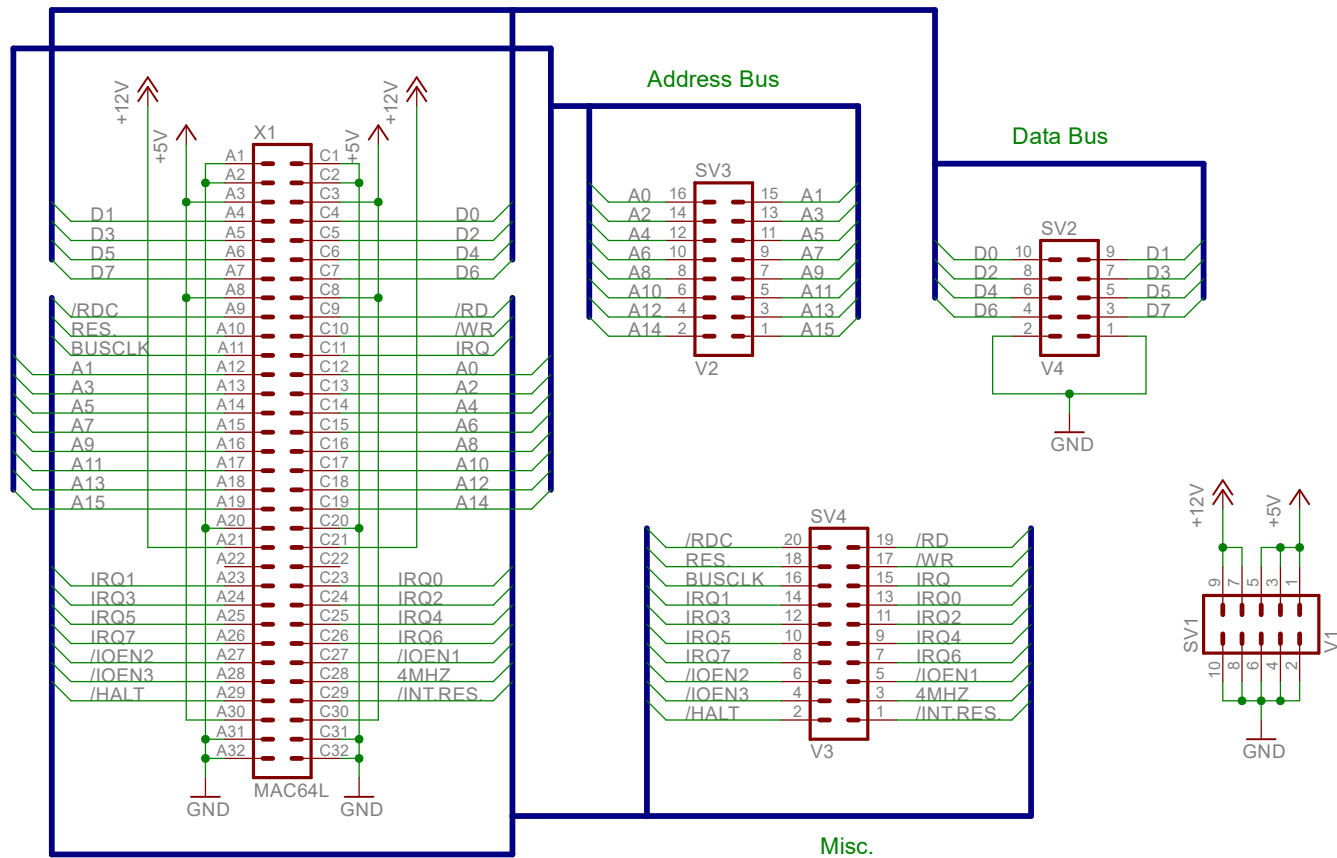 Address Bus
Data Bus
+12V
+5V
X1
+5V
+12V
A1 C1
A2 C2
A3 C3
D1 A4 C4 D0
D3 A5 C5 D2
D5 A6 C6 D4
D7 A7 C7 D6
A8 C8
/RDC A9 C9 /RD
RES. A10 C10 /WR
BUSCLK A11 C11 IRQ
A1 A12 C12 A0
A3 A13 C13 A2
A5 A14 C14 A4
A7 A15 C15 A6
A9 A16 C16 A8
A11 A17 C17 A10
A13 A18 C18 A12
A15 A19 C19 A14
A20 C20
A21 C21
A22 C22
IRQ1 A23 C23 IRQ0
IRQ3 A24 C24 IRQ2
IRQ5 A25 C25 IRQ4
IRQ7 A26 C26 IRQ6
/IOEN2 A27 C27 /IOEN1
/IOEN3 A28 C28 4MHZ
/HALT A29 C29 /INT.RES.
A30 C30
A31 C31
A32 C32
MAC64L
GND
GND
SV3
A0 16 15 A1
A2 14 13 A3
A4 12 11 A5
A6 10 9 A7
A8 8 7 A9
A10 6 5 A11
A12 4 3 A13
A14 2 1 A15
V2
SV2
D0 10 9 D1
D2 8 7 D3
D4 6 5 D5
D6 4 3 D7
2 1
V4
GND
SV4
/RDC 20 19 /RD
RES. 18 17 /WR
BUSCLK 16 15 IRQ
IRQ1 14 13 IRQ0
IRQ3 12 11 IRQ2
IRQ5 10 9 IRQ4
IRQ7 8 7 IRQ6
/IOEN2 6 5 /IOEN1
/IOEN3 4 3 4MHZ
/HALT 2 1 /INT.RES.
V3
+12V
+5V
9 7 5 3 1
SV1
V1
10 8 6 4 2
GND
Misc.